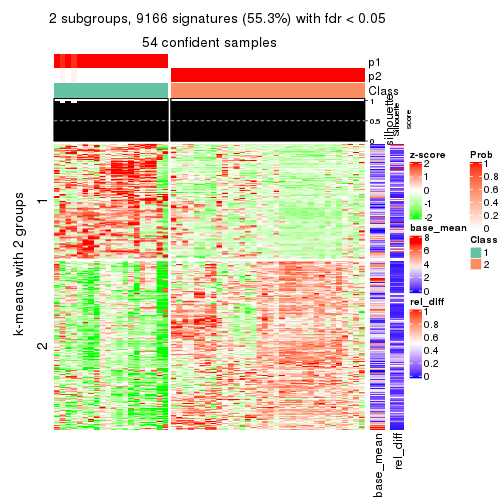 2 subgroups, 9166 signatures (55.3%) with fdr < 0.05
54 confident samples
p1
p2
Class
1
0.5
0
silhouette
Silhouette
score
k-means with 2 groups
1
2
base_mean
rel_diff
z-score
2
1
0
-1
-2
base_mean
8
6
4
2
0
rel_diff
1
0.8
0.6
0.4
0.2
0
Prob
1
0.8
0.6
0.4
0.2
0
Class
1
2